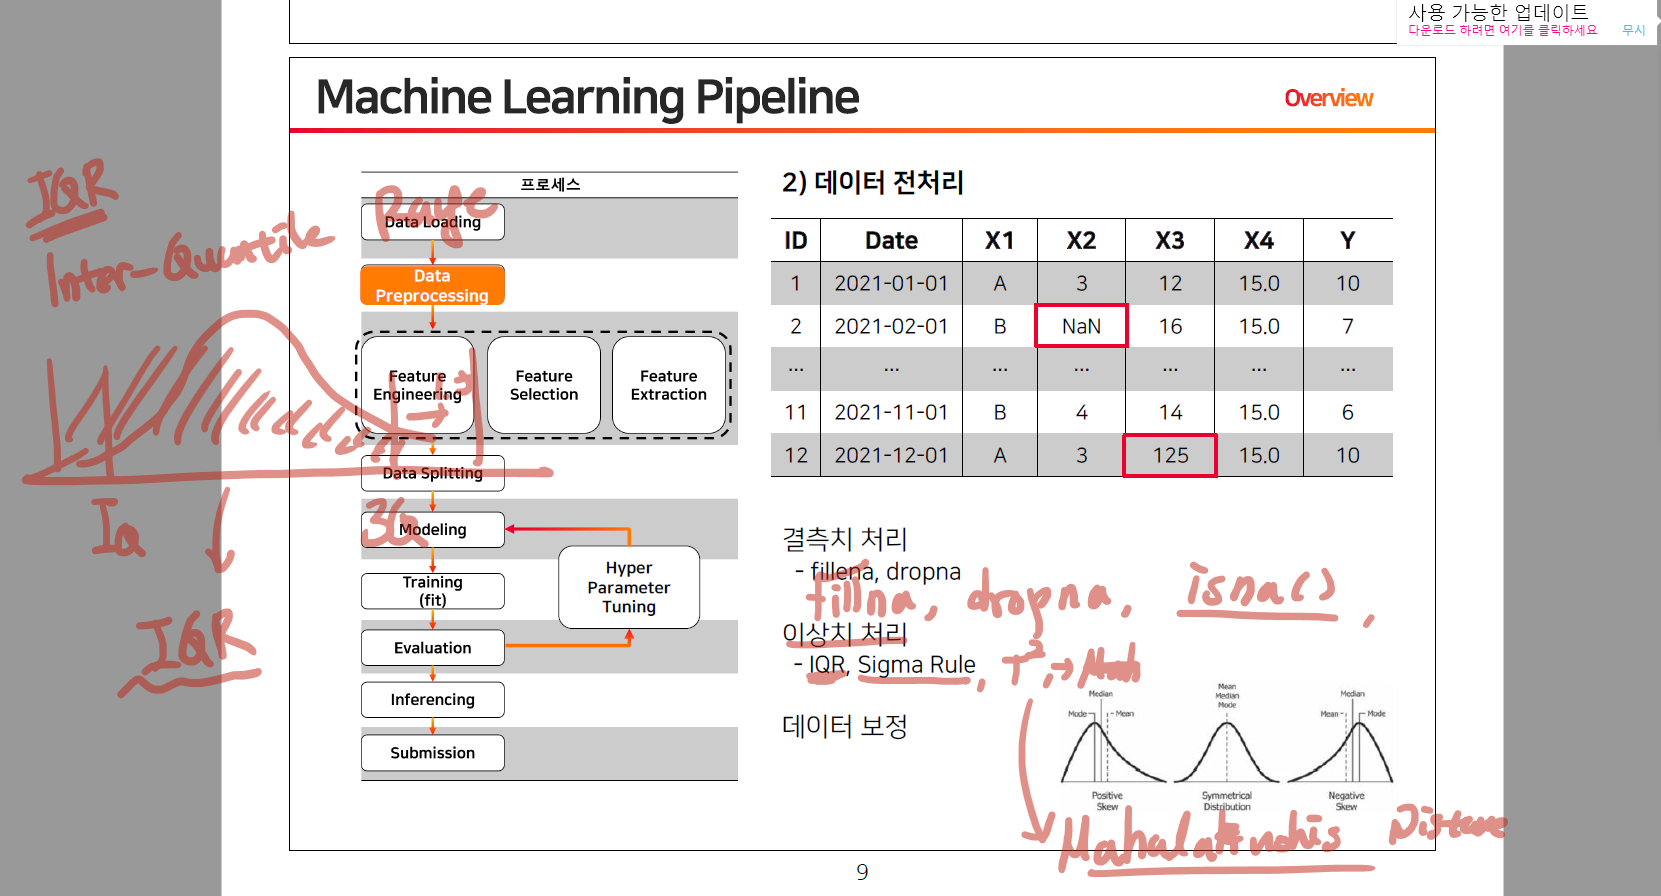 사용 가능한 업데이트
다운로드 하려면 여기를 클릭하세요 무시
Machine Learning Pipeline
Overview
IQR
Inter-Quartile Range
프로세스
Data Loading
Data
Preprocessing
Feature
Engineering
Feature
Selection
Feature
Extraction
Data Splitting
Modeling
Training
(fit)
Evaluation
Hyper
Parameter
Tuning
Inferencing
Submission
IQ
3Q
IQR
2) 데이터 전처리
ID Date X1 X2 X3 X4 Y
1 2021-01-01 A 3 12 15.0 10
2 2021-02-01 B NaN 16 15.0 7
... ... ... ... ... ... ...
11 2021-11-01 B 4 14 15.0 6
12 2021-12-01 A 3 125 15.0 10
결측치 처리
- fillena, dropna
fillna, dropna, isna(),
이상치 처리
- IQR, Sigma Rule, T², →
데이터 보정
Median
Mode
Mean
Positive
Skew
Mean
Median
Mode
Symmetrical
Distribution
Median
Mean
Mode
Negative
Skew
Distance
9